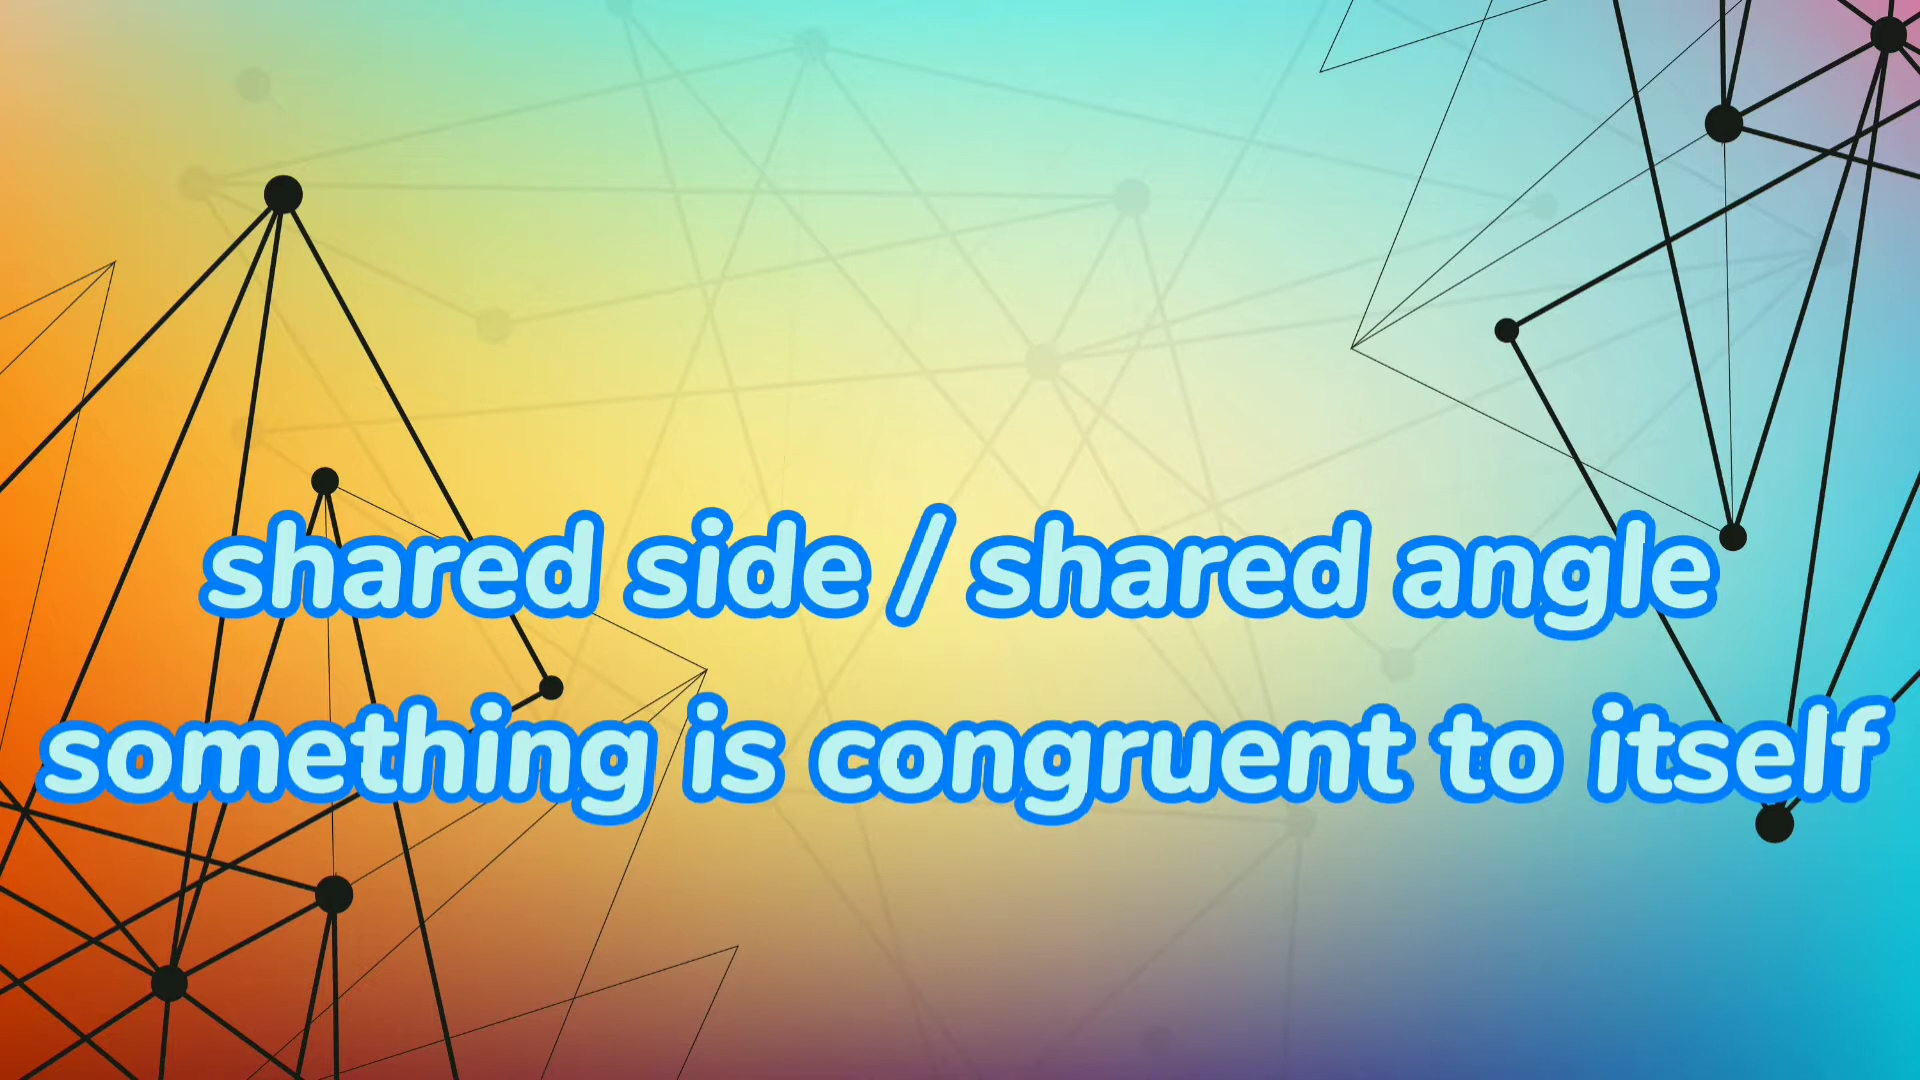 shared side / shared angle
something is congruent to itself